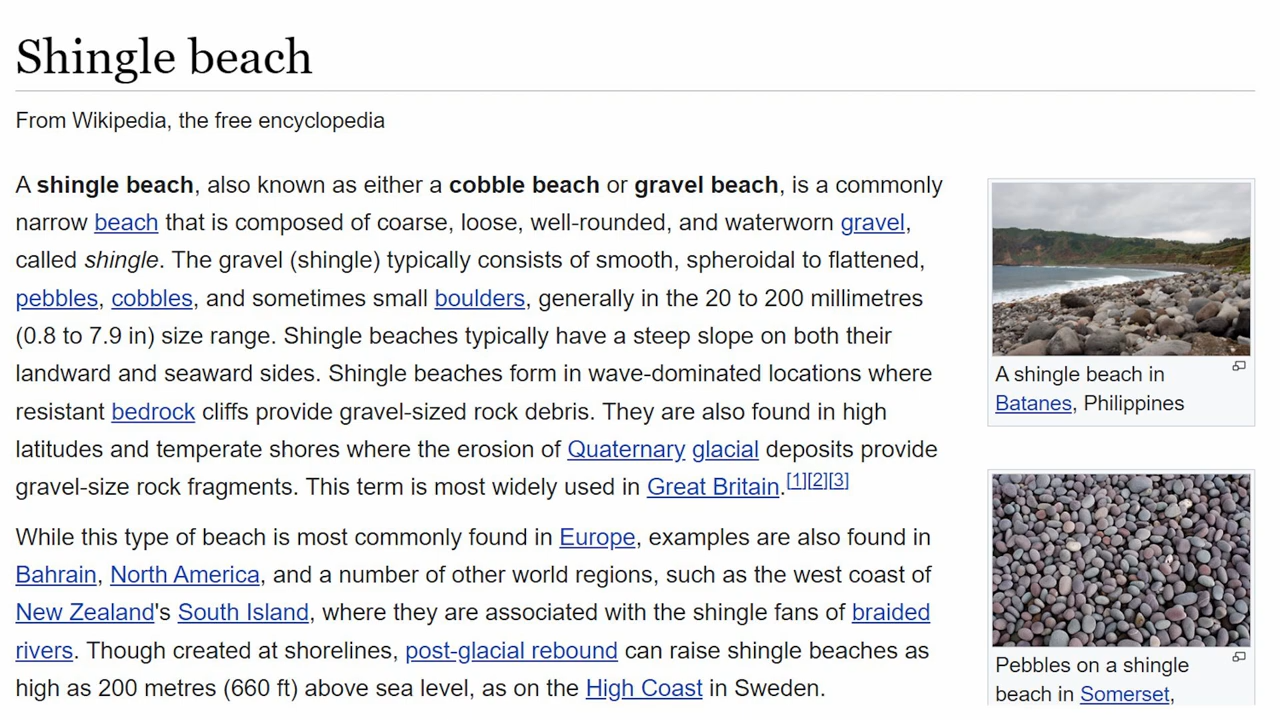 Shingle beach
From Wikipedia, the free encyclopedia
A shingle beach, also known as either a cobble beach or gravel beach, is a commonly
narrow beach that is composed of coarse, loose, well-rounded, and waterworn gravel,
called shingle. The gravel (shingle) typically consists of smooth, spheroidal to flattened,
pebbles, cobbles, and sometimes small boulders, generally in the 20 to 200 millimetres
(0.8 to 7.9 in) size range. Shingle beaches typically have a steep slope on both their
landward and seaward sides. Shingle beaches form in wave-dominated locations where
resistant bedrock cliffs provide gravel-sized rock debris. They are also found in high
latitudes and temperate shores where the erosion of Quaternary glacial deposits provide
gravel-size rock fragments. This term is most widely used in Great Britain.[1][2][3]
While this type of beach is most commonly found in Europe, examples are also found in
Bahrain, North America, and a number of other world regions, such as the west coast of
New Zealand's South Island, where they are associated with the shingle fans of braided
rivers. Though created at shorelines, post-glacial rebound can raise shingle beaches as
high as 200 metres (660 ft) above sea level, as on the High Coast in Sweden.
A shingle beach in
Batanes, Philippines
Pebbles on a shingle
beach in Somerset,